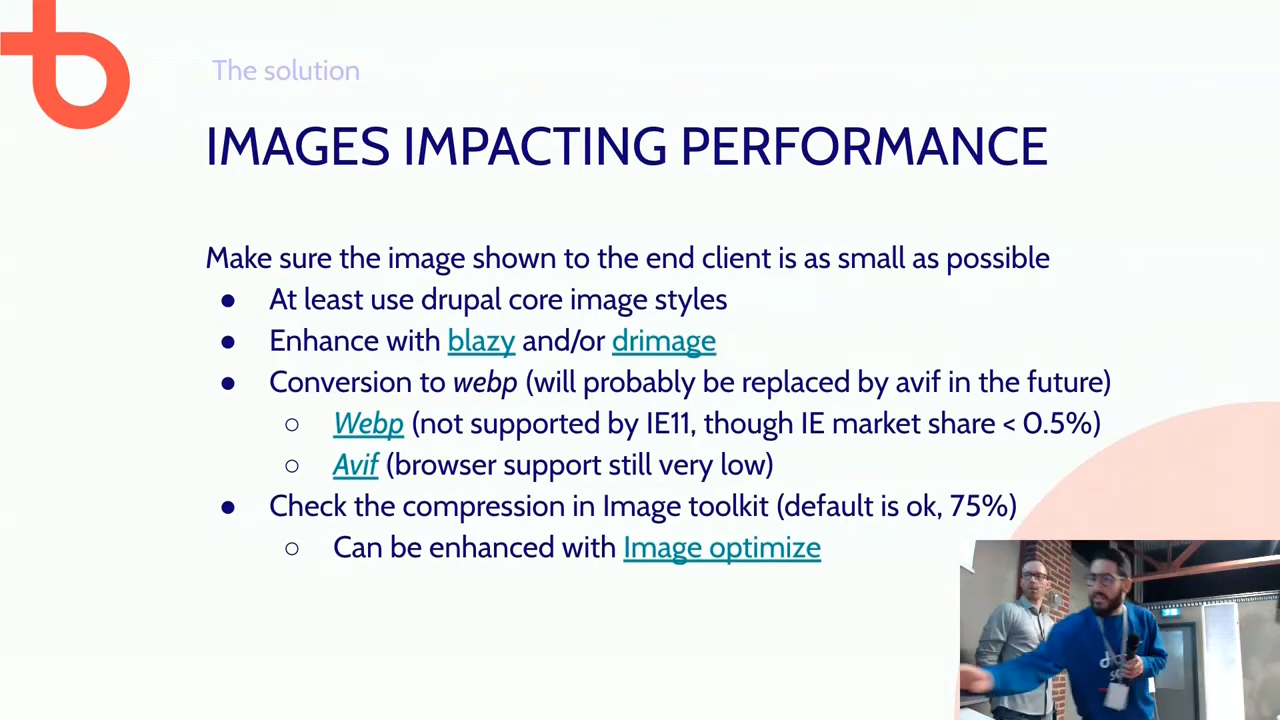 The solution
IMAGES IMPACTING PERFORMANCE
Make sure the image shown to the end client is as small as possible
● At least use drupal core image styles
● Enhance with blazy and/or drimage
● Conversion to webp (will probably be replaced by avif in the future)
○ Webp (not supported by IE11, though IE market share < 0.5%)
○ Avif (browser support still very low)
● Check the compression in Image toolkit (default is ok, 75%)
○ Can be enhanced with Image optimize